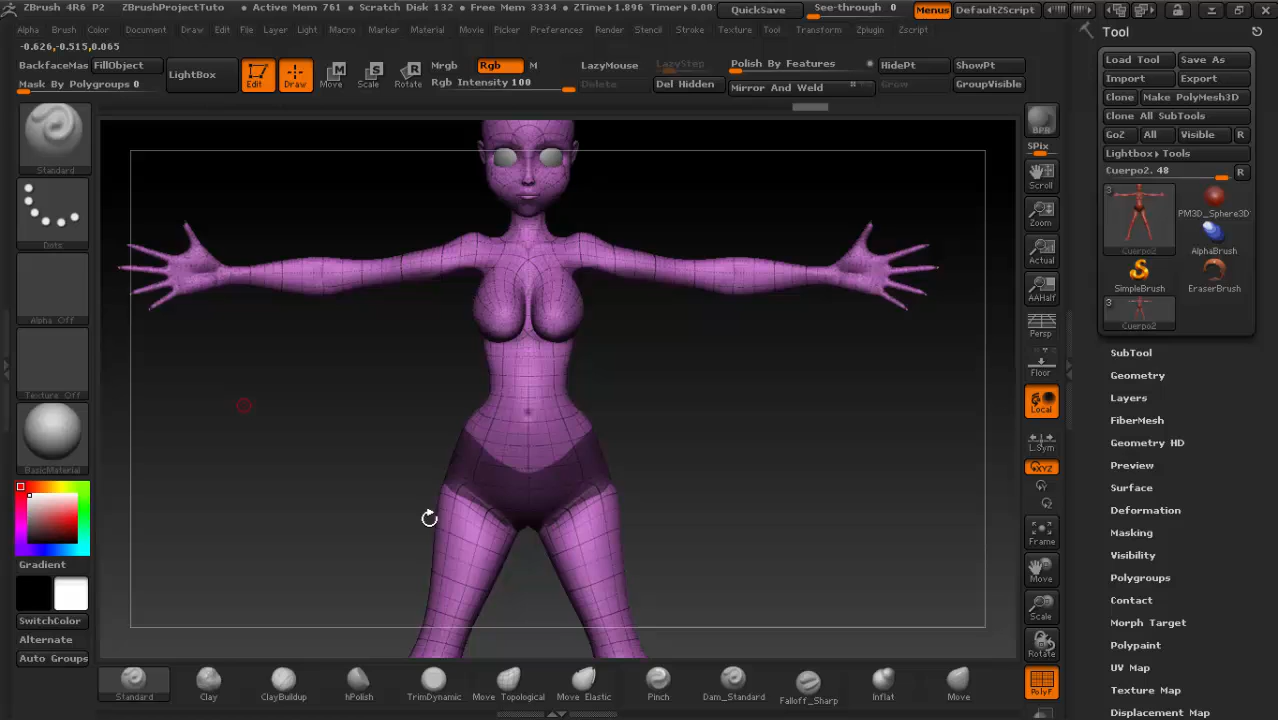 ZBrush 4R6 P2
ZBrushProjectTuto
• Active Mem 761 • Scratch Disk 132 • Free Mem 3334 • ZTime▸1.896 Timer▸0.00
QuickSave
See-through 0
Menus
DefaultZScript
Alpha Brush Color Document Draw Edit File Layer Light Macro Marker Material Movie Picker Preferences Render Stencil Stroke Texture Tool Transform Zplugin Zscript
-0.626,-0.515,0.065
BackfaceMas
FillObject
Mask By Polygroups 0
LightBox
Edit
Draw
Move
Scale
Rotate
Mrgb
Rgb
M
Rgb Intensity 100
LazyMouse
LazyStep
Delete
Del Hidden
Polish By Features
Mirror And Weld
HidePt
ShowPt
Grow
GroupVisible
Standard
Dots
Alpha Off
Texture Off
BasicMaterial
Gradient
SwitchColor
Alternate
Auto Groups
BPR
SPix
Scroll
Zoom
Actual
AAHalf
Persp
Floor
Local
L.Sym
XYZ
Frame
Move
Scale
Rotate
PolyF
Tool
Load Tool
Save As
Import
Export
Clone
Make PolyMesh3D
Clone All SubTools
GoZ
All
Visible
R
Lightbox▸Tools
Cuerpo2. 48
R
3
Cuerpo2
PM3D_Sphere3D
AlphaBrush
SimpleBrush
EraserBrush
3
Cuerpo2
SubTool
Geometry
Layers
FiberMesh
Geometry HD
Preview
Surface
Deformation
Masking
Visibility
Polygroups
Contact
Morph Target
Polypaint
UV Map
Texture Map
Displacement Map
Standard
Clay
ClayBuildup
hPolish
TrimDynamic
Move Topological
Move Elastic
Pinch
Dam_Standard
Falloff_Sharp
Inflat
Move